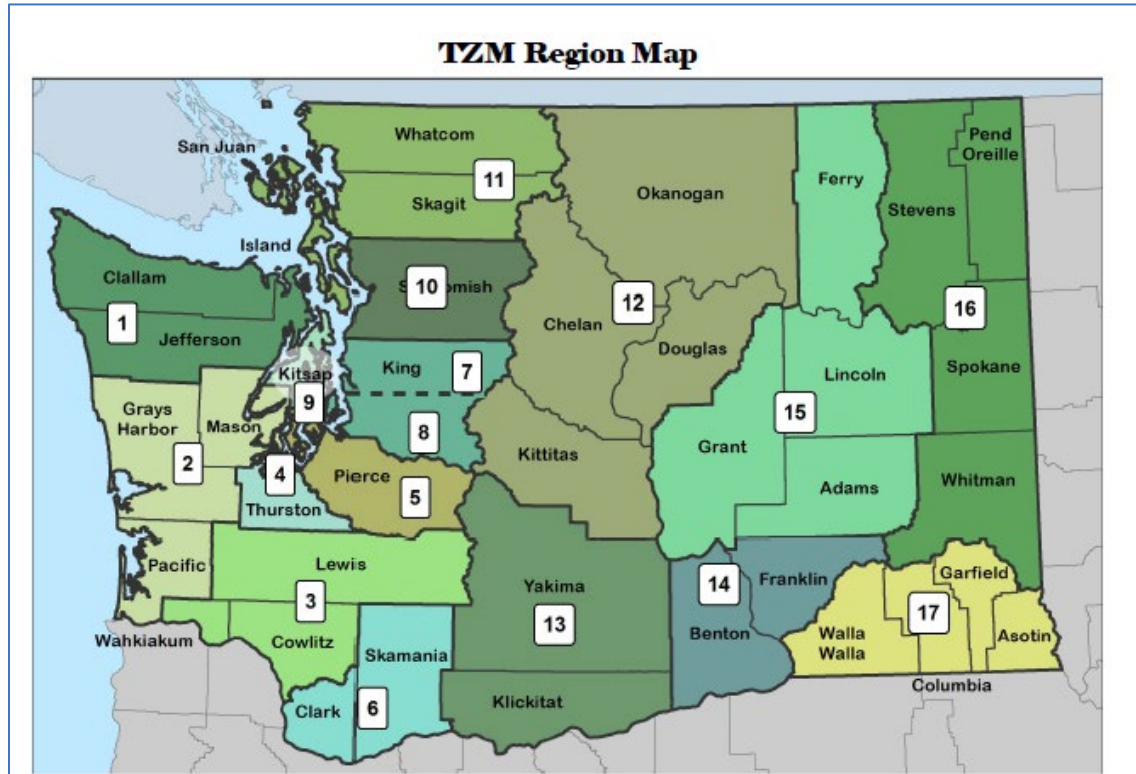 TZM Region Map
Whatcom
San Juan
11
Skagit
Okanogan
Ferry
Pend
Oreille
Stevens
Island
Clallam
10
S omish
12
16
1
Jefferson
Chelan
Douglas
Kitsap
King
7
Lincoln
Spokane
9
Grays
Harbor
Mason
8
15
2
Kittitas
Grant
4
Pierce
5
Adams
Whitman
Thurston
Pacific
Lewis
Yakima
14
Franklin
Garfield
3
13
17
Wahkiakum
Cowlitz
Skamania
Benton
Walla
Walla
Asotin
Columbia
Clark
6
Klickitat